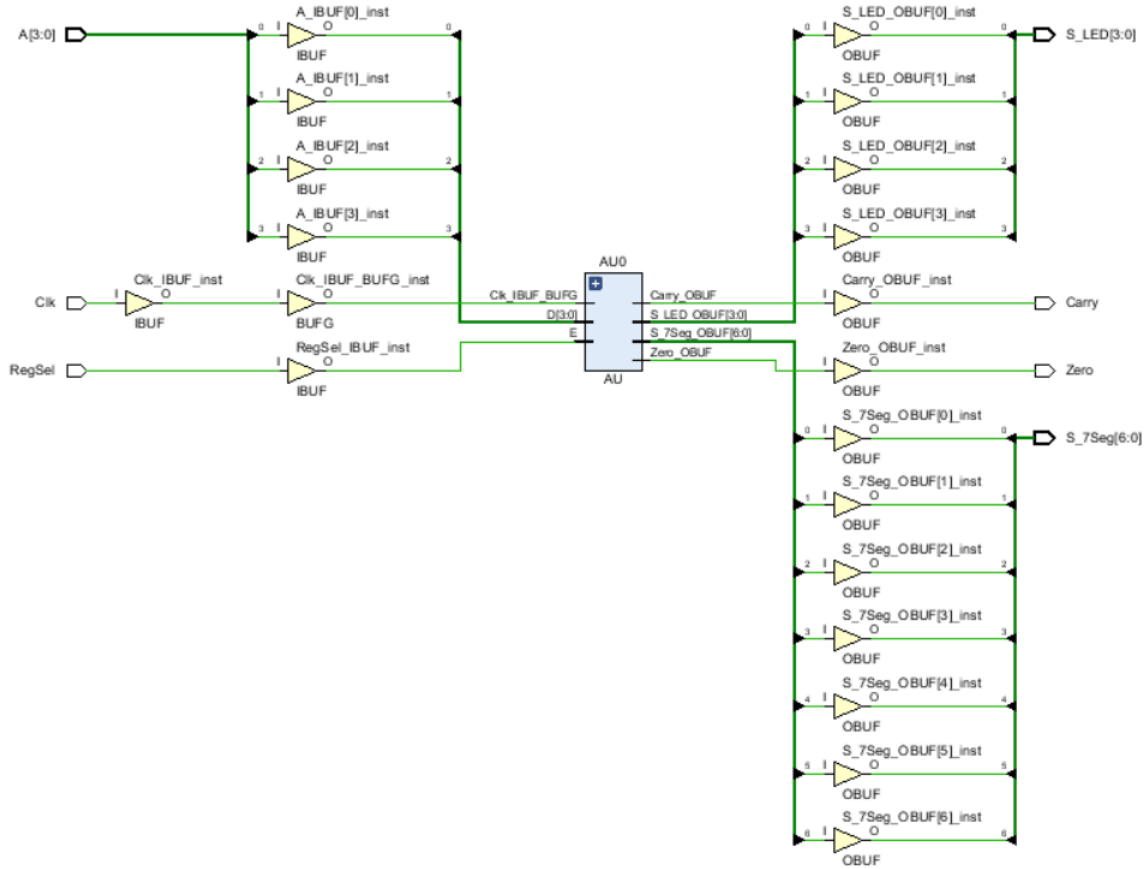 A[3:0]
A_IBUF[0]_inst
0 I O 0
IBUF
A_IBUF[1]_inst
1 I O 1
IBUF
A_IBUF[2]_inst
2 I O 2
IBUF
A_IBUF[3]_inst
3 I O 3
IBUF
Clk
Clk_IBUF_inst
I O
IBUF
Clk_IBUF_BUFG_inst
I O
BUFG
RegSel
RegSel_IBUF_inst
I O
IBUF
AU0
Clk_IBUF_BUFG
D[3:0]
E
Carry_OBUF
S_LED_OBUF[3:0]
S_7Seg_OBUF[6:0]
Zero_OBUF
AU
S_LED_OBUF[0]_inst
0 I O 0
OBUF
S_LED[3:0]
S_LED_OBUF[1]_inst
1 I O 1
OBUF
S_LED_OBUF[2]_inst
2 I O 2
OBUF
S_LED_OBUF[3]_inst
3 I O 3
OBUF
Carry_OBUF_inst
I O
OBUF
Carry
Zero_OBUF_inst
I O
OBUF
Zero
S_7Seg_OBUF[0]_inst
0 I O 0
OBUF
S_7Seg[6:0]
S_7Seg_OBUF[1]_inst
1 I O 1
OBUF
S_7Seg_OBUF[2]_inst
2 I O 2
OBUF
S_7Seg_OBUF[3]_inst
3 I O 3
OBUF
S_7Seg_OBUF[4]_inst
4 I O 4
OBUF
S_7Seg_OBUF[5]_inst
5 I O 5
OBUF
S_7Seg_OBUF[6]_inst
6 I O 6
OBUF